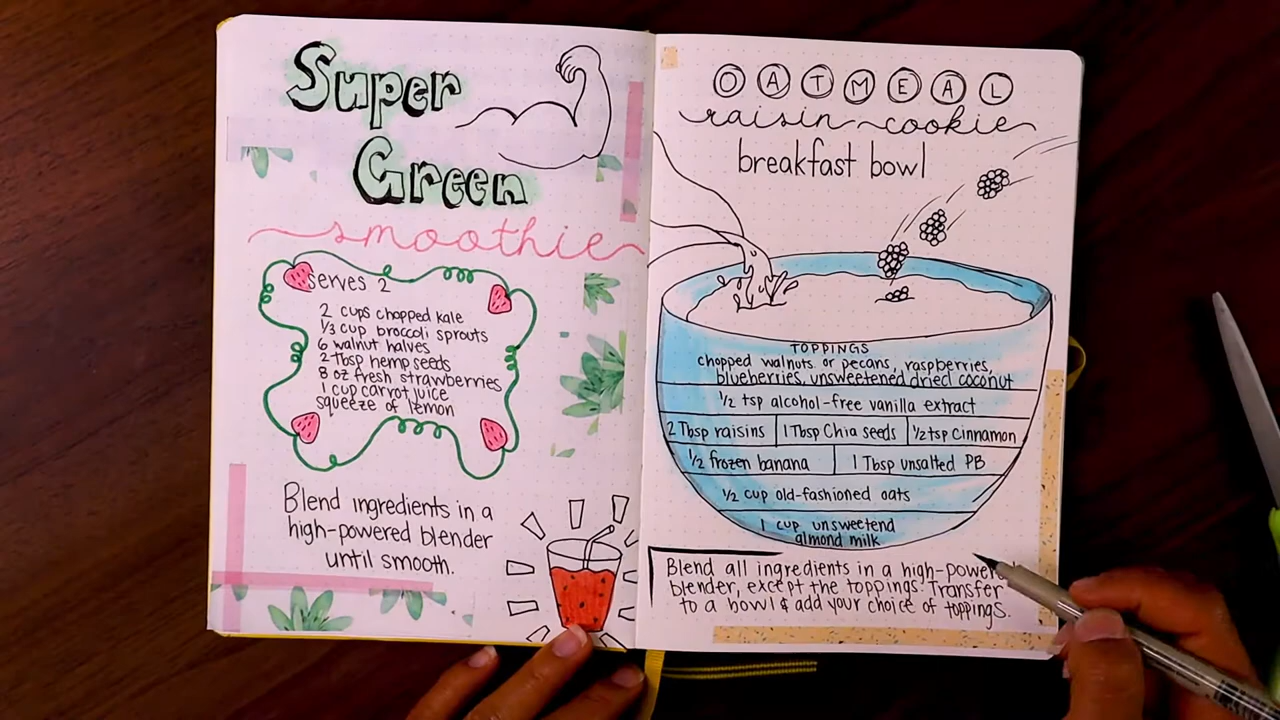 Super
Green
smoothie
serves 2
2 cups chopped kale
1/3 cup broccoli sprouts
6 walnut halves
2 Tbsp hemp seeds
8 oz fresh strawberries
1 cup carrot juice
squeeze of lemon
Blend ingredients in a
high-powered blender
until smooth.
OATMEAL
raisin cookie
breakfast bowl
TOPPINGS
chopped walnuts or pecans, raspberries,
blueberries, unsweetened dried coconut
1/2 tsp alcohol-free vanilla extract
2 Tbsp raisins 1 Tbsp Chia seeds 1/2 tsp Cinnamon
1/2 frozen banana 1 Tbsp unsalted PB
1/2 cup old-fashioned oats
1 cup unsweetend
almond milk
Blend all ingredients in a high-powered
blender, except the toppings. Transfer
to a bowl & add your choice of toppings.